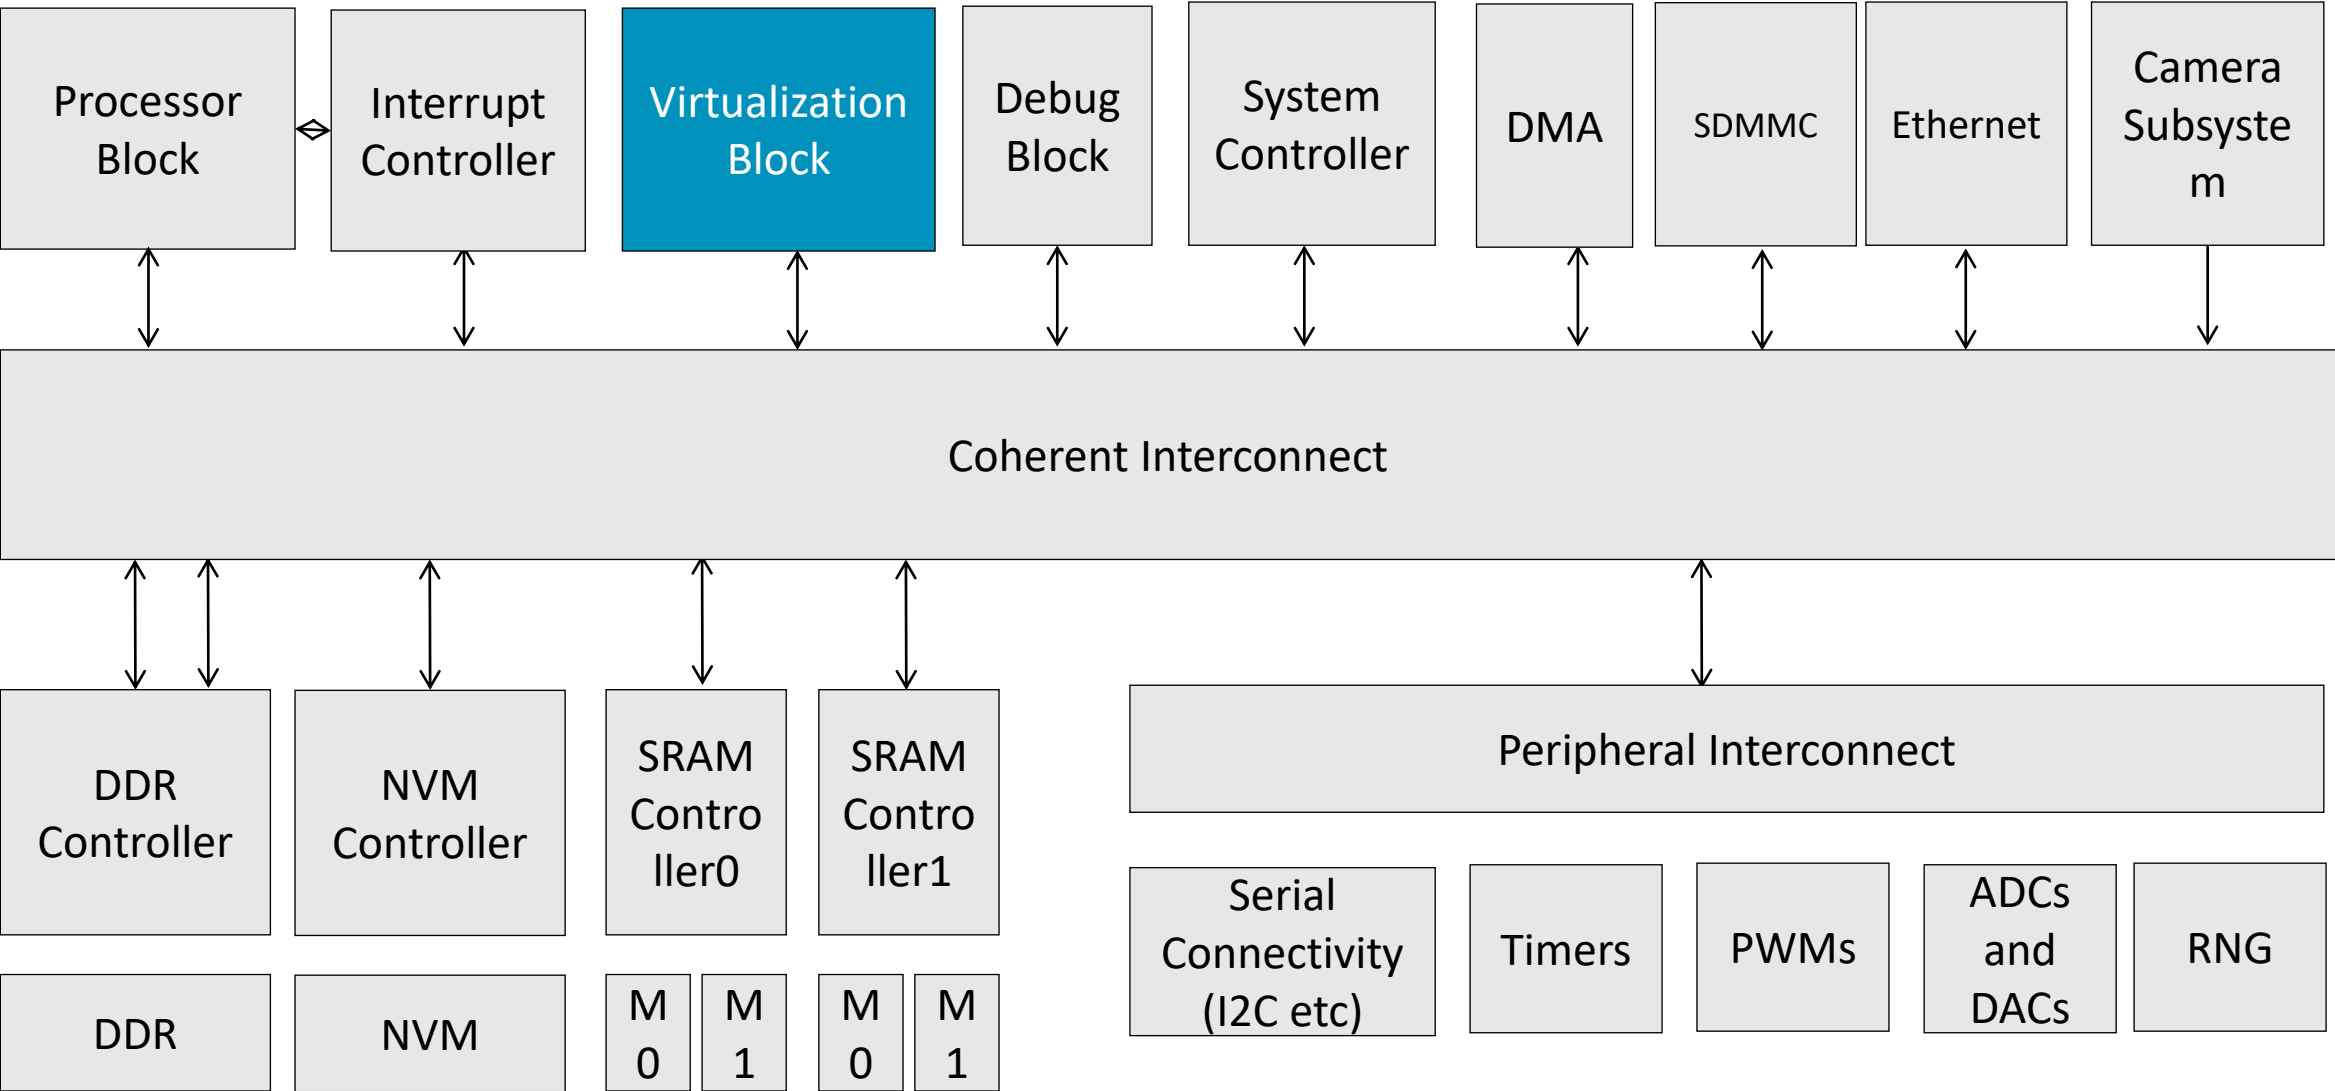 Processor
Block
Interrupt
Controller
Virtualization
Block
Debug
Block
System
Controller
DMA
SDMMC
Ethernet
Camera
Subsyste
m
Coherent Interconnect
DDR
Controller
NVM
Controller
SRAM
Contro
ller0
SRAM
Contro
ller1
Peripheral Interconnect
Serial
Connectivity
(I2C etc)
Timers
PWMs
ADCs
and
DACs
RNG
DDR
NVM
M
0
M
1
M
0
M
1